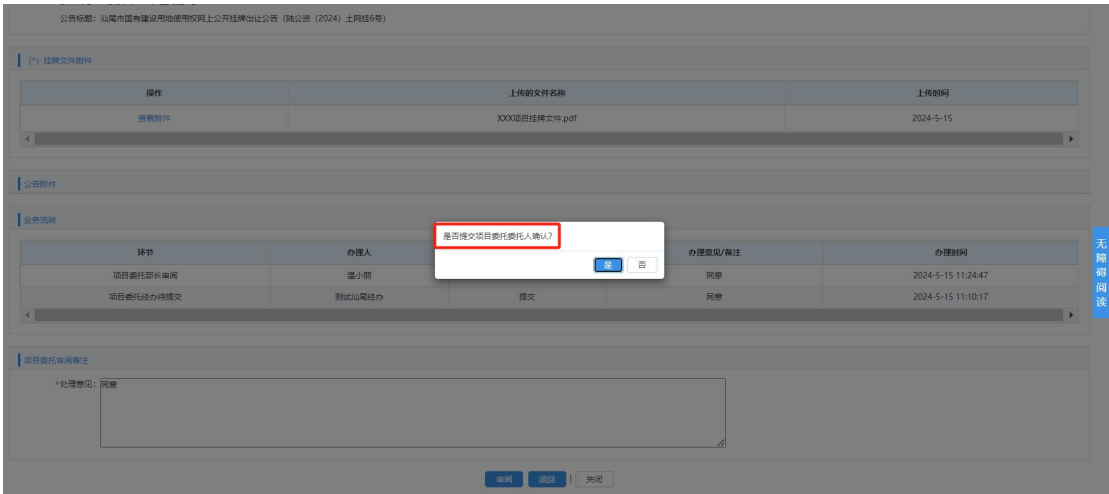 公告标题：汕尾市国有建设用地使用权网上公开挂牌出让公告（陆公资（2024）土网挂6号）
（*）挂牌文件附件
操作 上传的文件名称 上传时间
查看附件 XXX项目挂牌文件.pdf 2024-5-15
公告附件
业务流转
环节 办理人 办理意见/备注 办理时间
项目委托部长审阅 温小丽 同意 2024-5-15 11:24:47
项目委托经办待提交 测试汕尾经办 提交 同意 2024-5-15 11:10:17
是否提交项目委托委托人确认?
是 否
项目委托审阅备注
*处理意见： 同意
审阅 退回 | 关闭
无障碍阅读